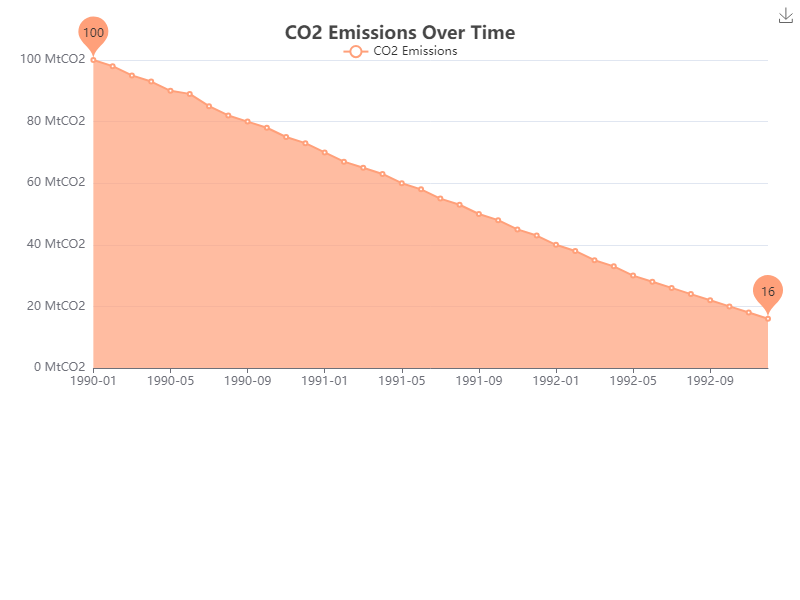 CO2 Emissions Over Time
CO2 Emissions
100
100 MtCO2
80 MtCO2
60 MtCO2
40 MtCO2
20 MtCO2
0 MtCO2
16
1990-01 1990-05 1990-09 1991-01 1991-05 1991-09 1992-01 1992-05 1992-09